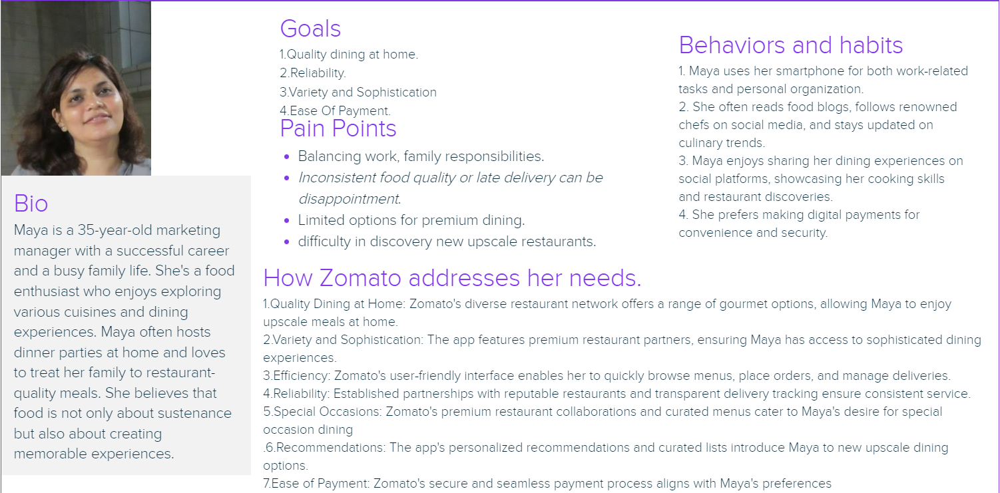 Goals
1.Quality dining at home.
2.Reliability.
3.Variety and Sophistication
4.Ease Of Payment.
Pain Points
Balancing work, family responsibilities.
Inconsistent food quality or late delivery can be
disappointment.
Limited options for premium dining.
difficulty in discovery new upscale restaurants.
Behaviors and habits
1. Maya uses her smartphone for both work-related
tasks and personal organization.
2. She often reads food blogs, follows renowned
chefs on social media, and stays updated on
culinary trends.
3. Maya enjoys sharing her dining experiences on
social platforms, showcasing her cooking skills
and restaurant discoveries.
4. She prefers making digital payments for
convenience and security.
Bio
Maya is a 35-year-old marketing
manager with a successful career
and a busy family life. She's a food
enthusiast who enjoys exploring
various cuisines and dining
experiences. Maya often hosts
dinner parties at home and loves
to treat her family to restaurant-
quality meals. She believes that
food is not only about sustenance
but also about creating
memorable experiences.
How Zomato addresses her needs.
1.Quality Dining at Home: Zomato's diverse restaurant network offers a range of gourmet options, allowing Maya to enjoy
upscale meals at home.
2.Variety and Sophistication: The app features premium restaurant partners, ensuring Maya has access to sophisticated dining
experiences.
3.Efficiency: Zomato's user-friendly interface enables her to quickly browse menus, place orders, and manage deliveries.
4.Reliability: Established partnerships with reputable restaurants and transparent delivery tracking ensure consistent service.
5.Special Occasions: Zomato's premium restaurant collaborations and curated menus cater to Maya's desire for special
occasion dining
.6.Recommendations: The app's personalized recommendations and curated lists introduce Maya to new upscale dining
options.
7.Ease of Payment: Zomato's secure and seamless payment process aligns with Maya's preferences